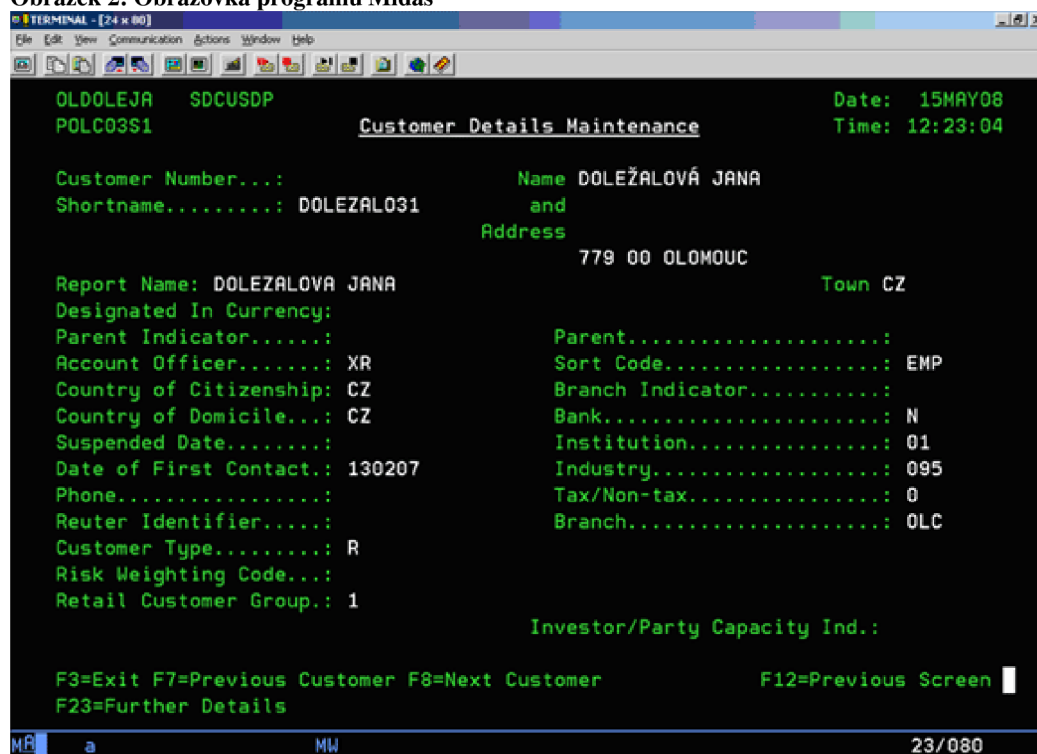 Obrázek 2: Obrazovka programu Midas
TERMINAL - [24 x 80]
File Edit View Communication Actions Window Help
OLDOLEJA SDCUSDP Date: 15MAY08
POLC03S1 Customer Details Maintenance Time: 12:23:04
Customer Number...: Name DOLEŽALOVÁ JANA
Shortname.........: DOLEZALO31 and
Address
779 00 OLOMOUC
Report Name: DOLEZALOVA JANA Town CZ
Designated In Currency:
Parent Indicator......: Parent.....................:
Account Officer.......: XR Sort Code..................: EMP
Country of Citizenship: CZ Branch Indicator...........:
Country of Domicile...: CZ Bank.......................: N
Suspended Date........: Institution................: 01
Date of First Contact.: 130207 Industry...................: 095
Phone.................: Tax/Non-tax................: 0
Reuter Identifier.....: Branch.....................: OLC
Customer Type.........: R
Risk Weighting Code...:
Retail Customer Group.: 1
Investor/Party Capacity Ind.:
F3=Exit F7=Previous Customer F8=Next Customer F12=Previous Screen
F23=Further Details
MA a MW 23/080